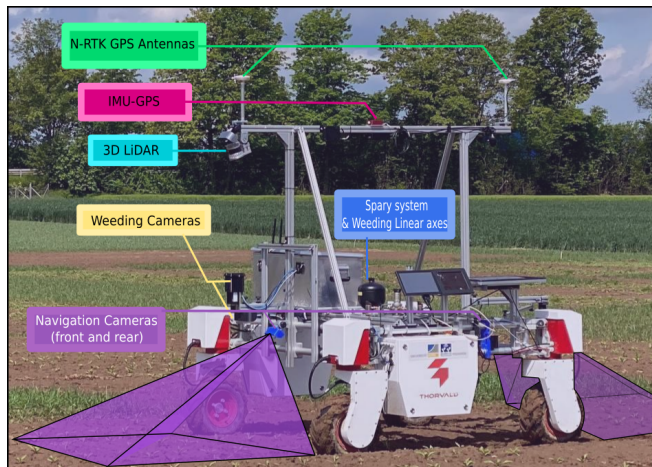 N-RTK GPS Antennas
IMU-GPS
3D LiDAR
Weeding Cameras
Spary system
& Weeding Linear axes
Navigation Cameras
(front and rear)
THORVALD